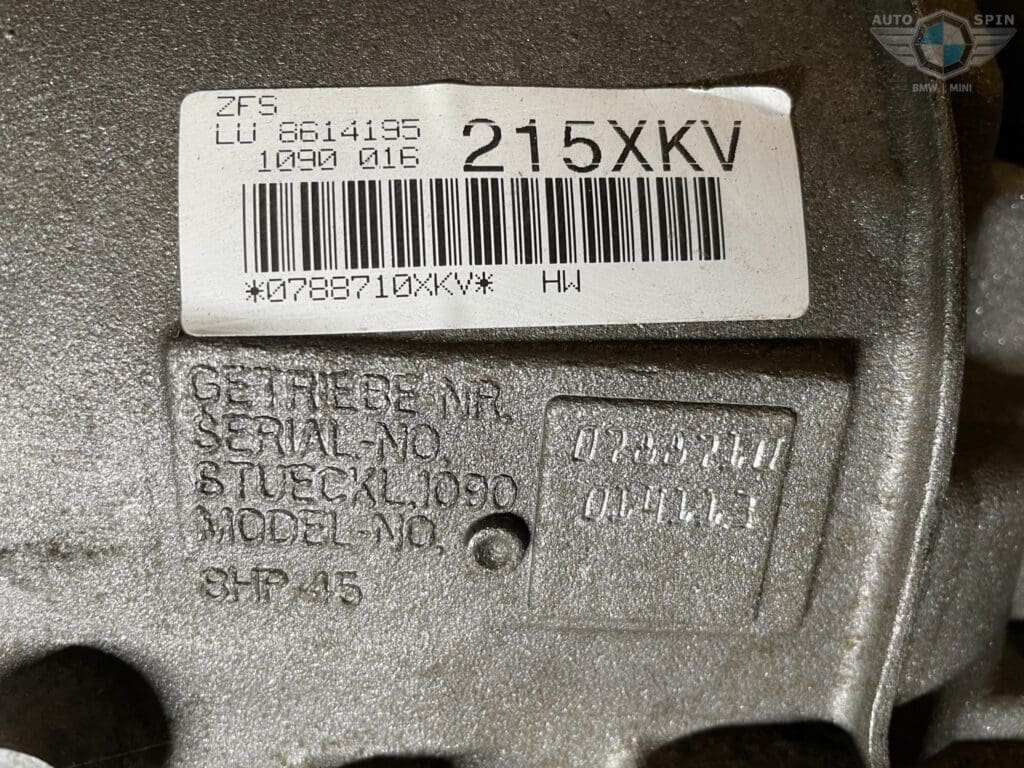 AUTO SPIN
BMW | MINI
ZFS
LU 8614195
1090 016
215XKV
*0788710XKV* HW
GETRIEBE-NR.
SERIAL-NO.
STUECKL.1090
MODEL-NO.
8HP 45
0788710